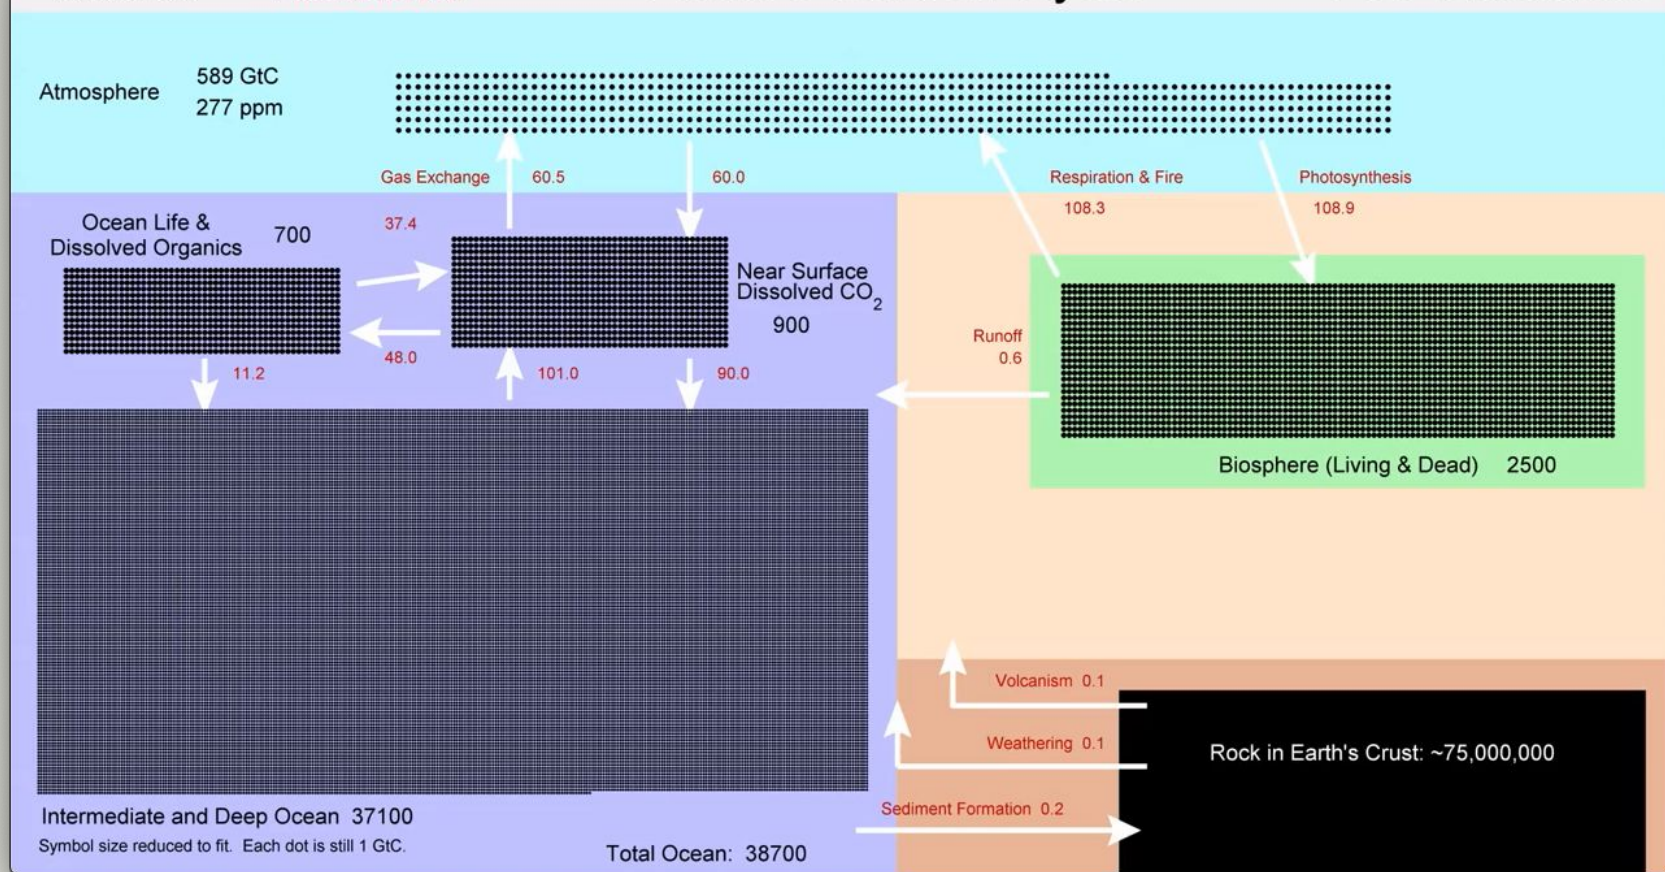 Atmosphere
589 GtC
277 ppm
Gas Exchange
60.5
60.0
Respiration & Fire
108.3
Photosynthesis
108.9
Ocean Life &
Dissolved Organics
700
37.4
Near Surface
Dissolved CO2
900
48.0
11.2
101.0
90.0
Runoff
0.6
Biosphere (Living & Dead) 2500
Volcanism 0.1
Weathering 0.1
Rock in Earth's Crust: ~75,000,000
Sediment Formation 0.2
Intermediate and Deep Ocean 37100
Symbol size reduced to fit. Each dot is still 1 GtC.
Total Ocean: 38700